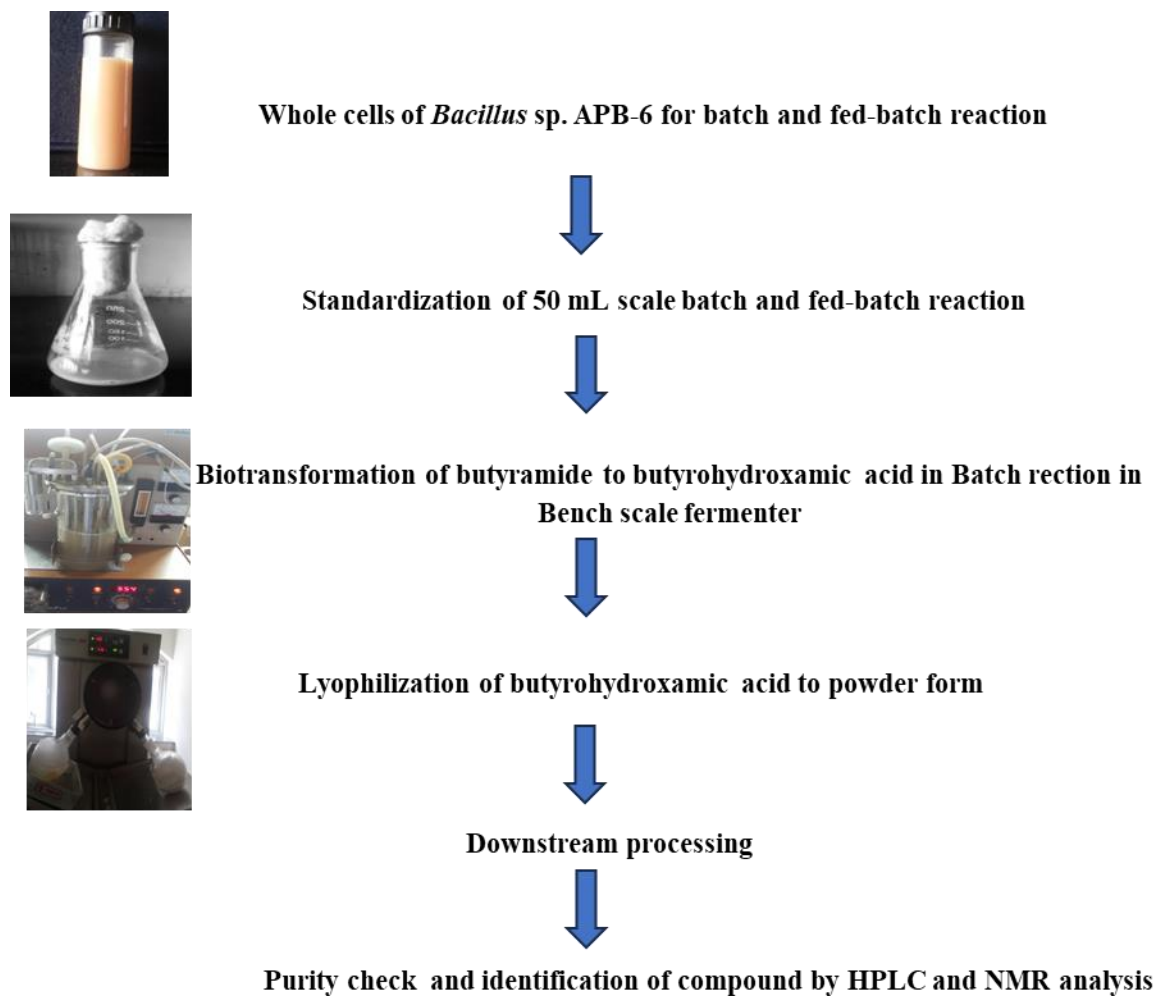 Whole cells of Bacillus sp. APB-6 for batch and fed-batch reaction
Standardization of 50 mL scale batch and fed-batch reaction
Biotransformation of butyramide to butyrohydroxamic acid in Batch rection in
Bench scale fermenter
Lyophilization of butyrohydroxamic acid to powder form
Downstream processing
Purity check and identification of compound by HPLC and NMR analysis